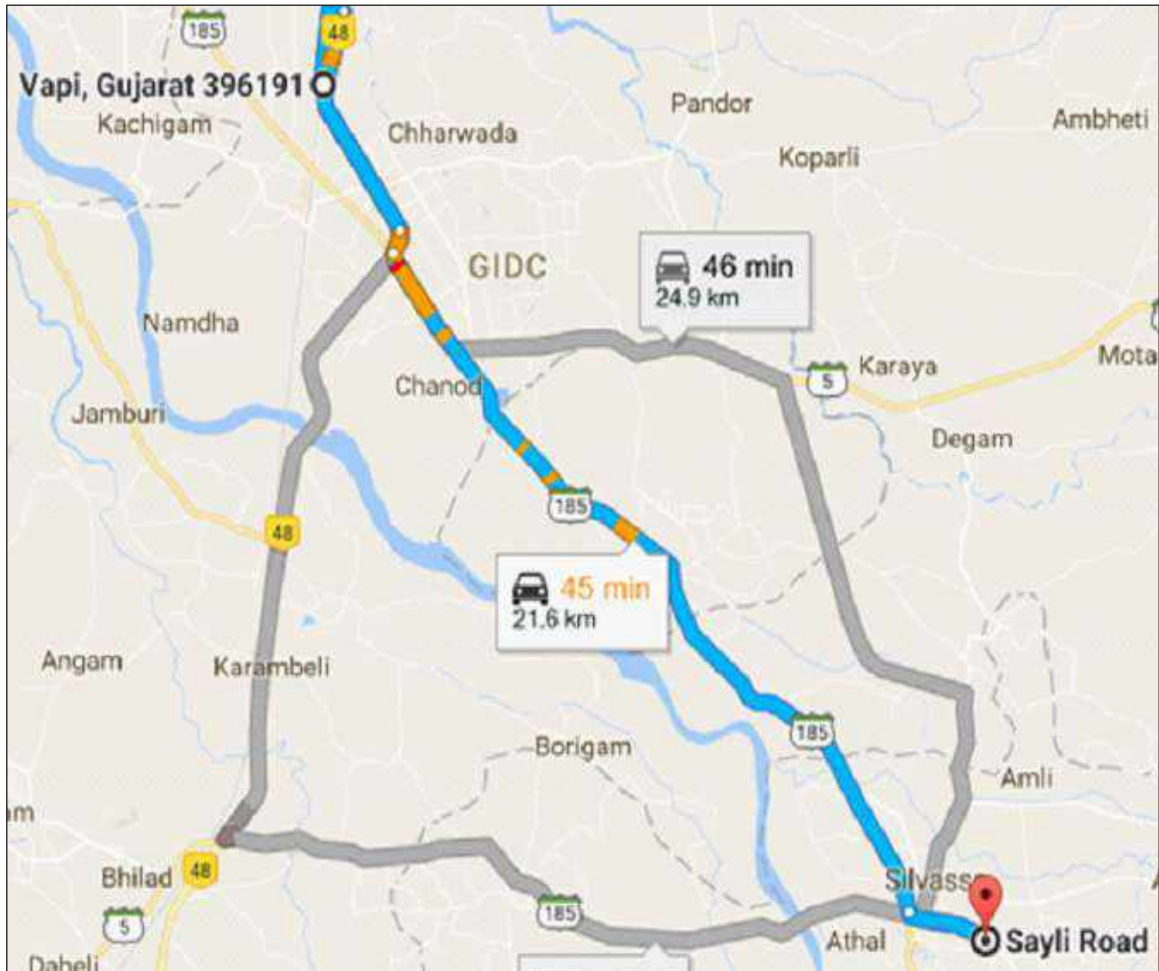 185
48
Vapi, Gujarat 396191
Pandor
Kachigam
Chharwada
Ambheti
Koparli
GIDC
46 min
24.9 km
Namdha
Karaya
Mota
5
Chanod
Jamburi
Degam
185
48
45 min
21.6 km
Angam
Karambeli
185
Borigam
Amli
am
Bhilad
48
Silvassa
185
5
Athal
Sayli Road
Daheli